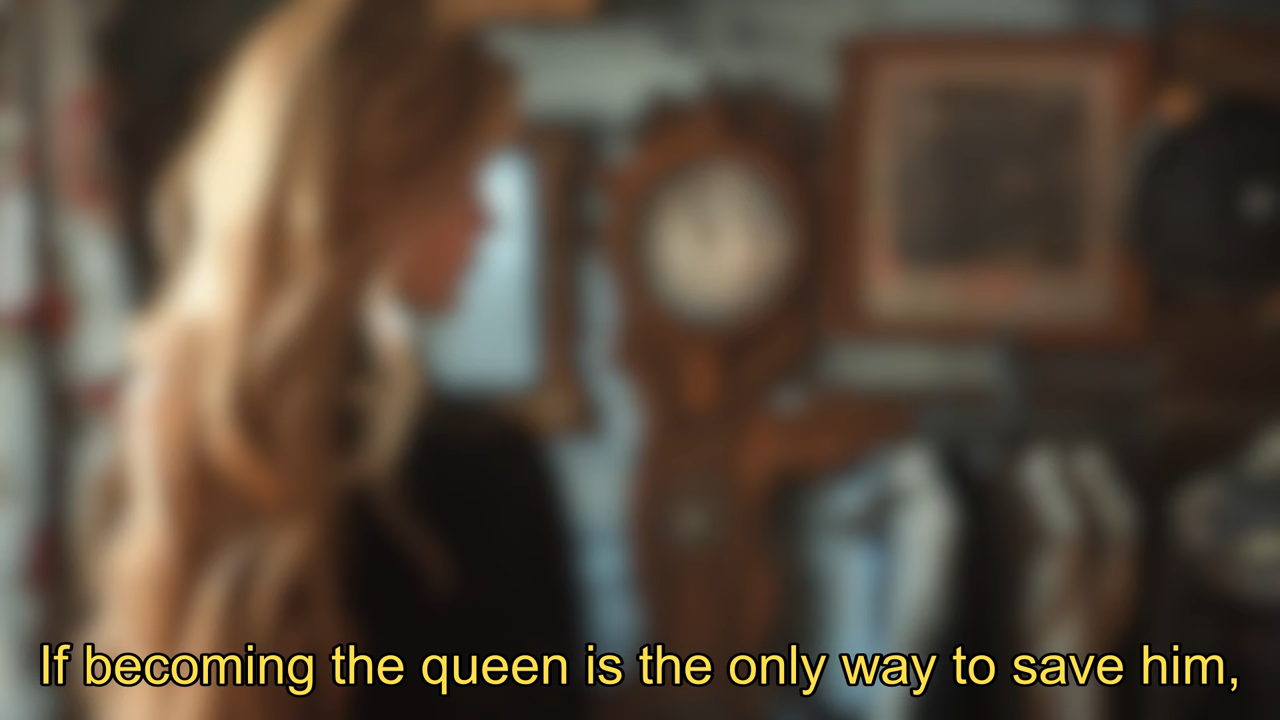 If becoming the queen is the only way to save him,